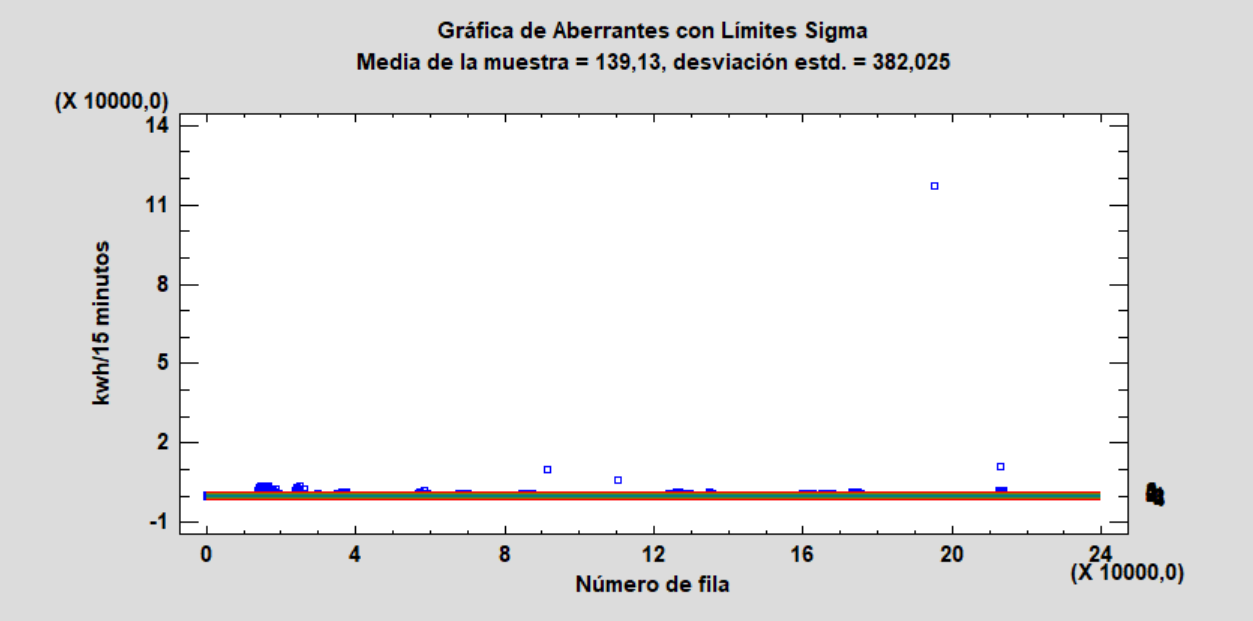 Gráfica de Aberrantes con Límites Sigma
Media de la muestra = 139,13, desviación estd. = 382,025
(X 10000,0)
14
11
8
5
2
-1
kwh/15 minutos
0 4 8 12 16 20 24
(X 10000,0)
Número de fila